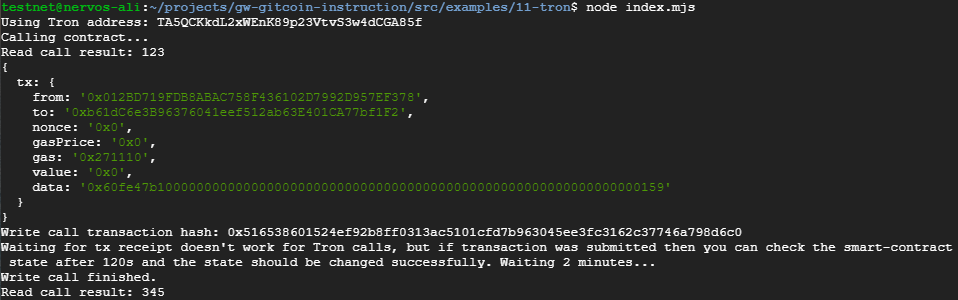 testnet@nervos-ali:~/projects/gw-gitcoin-instruction/src/examples/11-tron$ node index.mjs
Using Tron address: TA5QCKkdL2xWEnK89p23VtvS3w4dCGA85f
Calling contract...
Read call result: 123
{
  tx: {
    from: '0x012BD719FDB8ABAC758F436102D7992D957EF378',
    to: '0xb61dC6e3B96376041eef512ab63E401CA77bf1F2',
    nonce: '0x0',
    gasPrice: '0x0',
    gas: '0x271110',
    value: '0x0',
    data: '0x60fe47b10000000000000000000000000000000000000000000000000000000000000159'
  }
}
Write call transaction hash: 0x516538601524ef92b8ff0313ac5101cfd7b963045ee3fc3162c37746a798d6c0
Waiting for tx receipt doesn't work for Tron calls, but if transaction was submitted then you can check the smart-contract
 state after 120s and the state should be changed successfully. Waiting 2 minutes...
Write call finished.
Read call result: 345